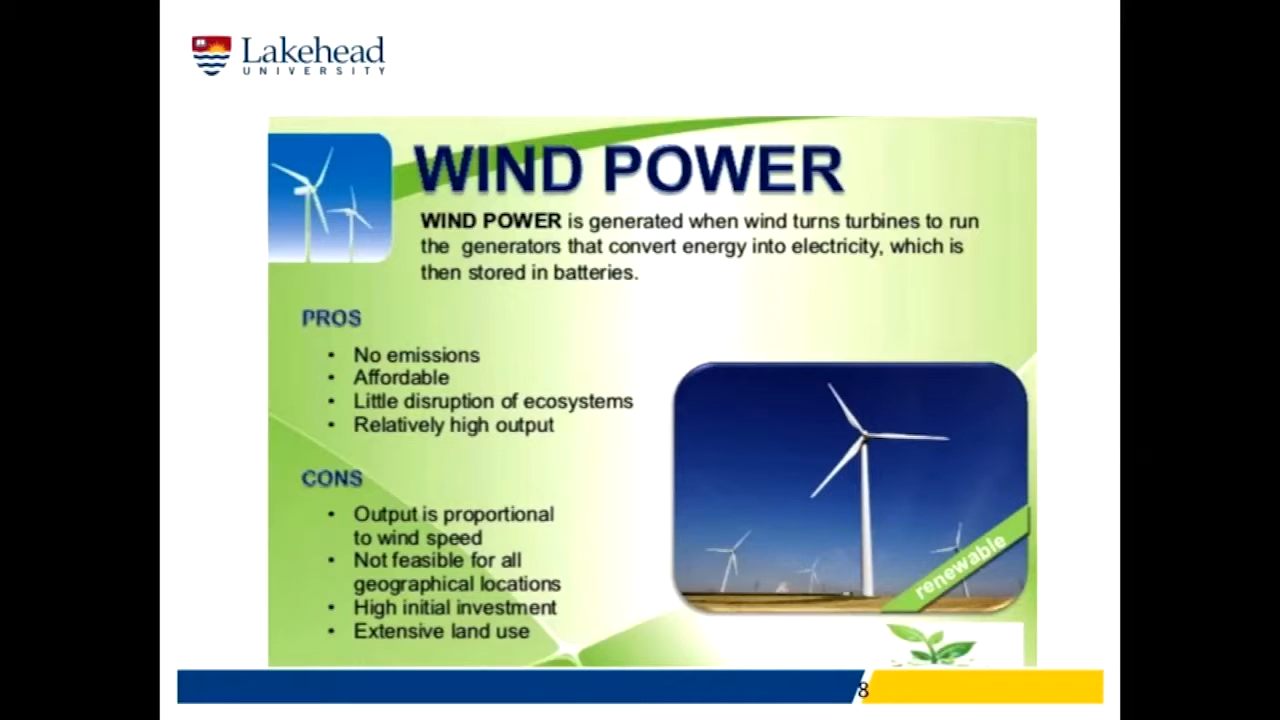 Lakehead
UNIVERSITY
WIND POWER
WIND POWER is generated when wind turns turbines to run
the generators that convert energy into electricity, which is
then stored in batteries.
PROS
• No emissions
• Affordable
• Little disruption of ecosystems
• Relatively high output
CONS
• Output is proportional
to wind speed
• Not feasible for all
geographical locations
• High initial investment
• Extensive land use
renewable
8